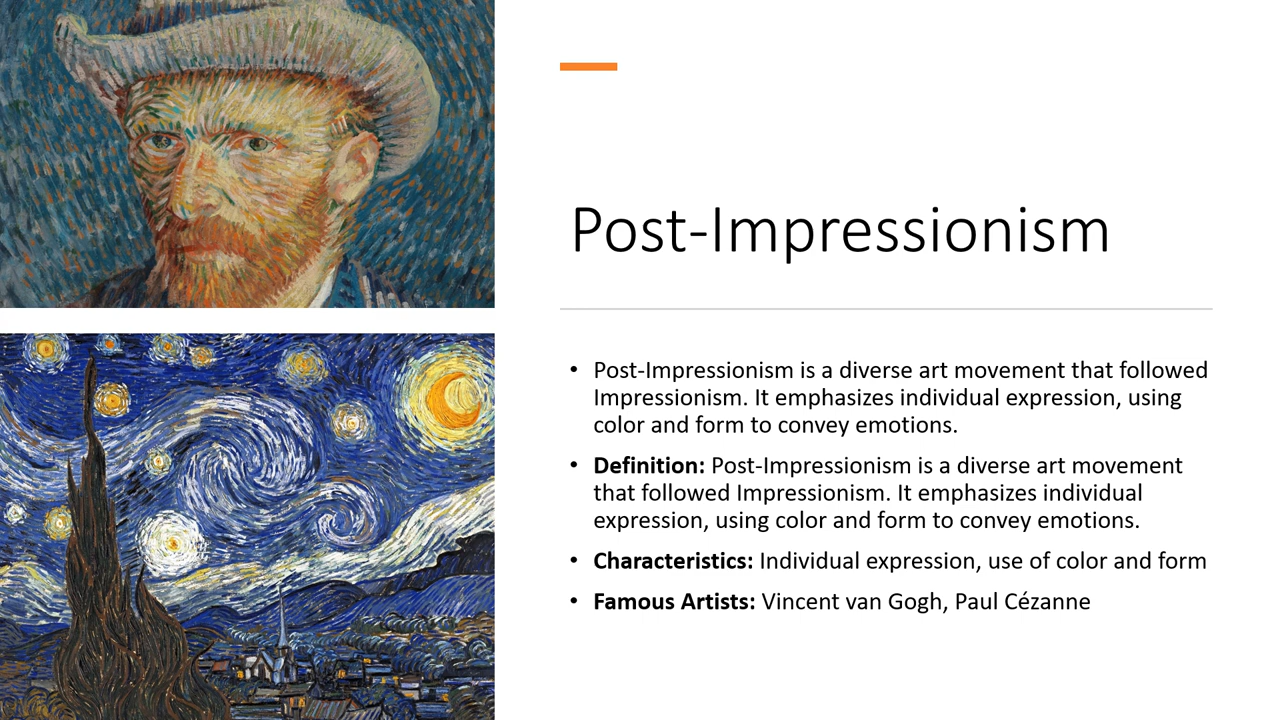 Post-Impressionism
• Post-Impressionism is a diverse art movement that followed
Impressionism. It emphasizes individual expression, using
color and form to convey emotions.
• Definition: Post-Impressionism is a diverse art movement
that followed Impressionism. It emphasizes individual
expression, using color and form to convey emotions.
• Characteristics: Individual expression, use of color and form
• Famous Artists: Vincent van Gogh, Paul Cézanne